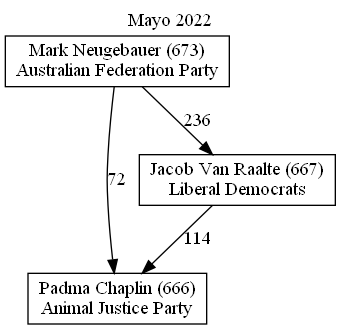 Mayo 2022
Mark Neugebauer (673)
Australian Federation Party
236
Jacob Van Raalte (667)
Liberal Democrats
72
114
Padma Chaplin (666)
Animal Justice Party